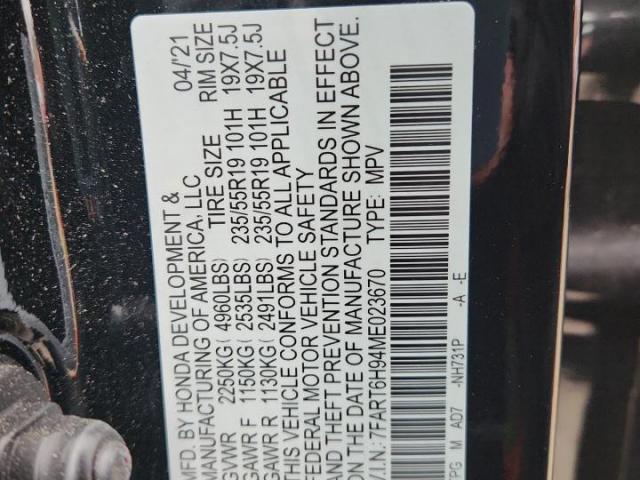 MFD. BY HONDA DEVELOPMENT &
MANUFACTURING OF AMERICA, LLC 04/'21
GVWR 2250KG( 4960LBS) TIRE SIZE RIM SIZE
GAWR F 1150KG( 2535LBS) 235/55R19 101H 19X7.5J
GAWR R 1130KG( 2491LBS) 235/55R19 101H 19X7.5J
THIS VEHICLE CONFORMS TO ALL APPLICABLE
FEDERAL MOTOR VEHICLE SAFETY
AND THEFT PREVENTION STANDARDS IN EFFECT
ON THE DATE OF MANUFACTURE SHOWN ABOVE.
V.I.N.: 7FART6H94ME023670 TYPE: MPV
TPG M AD7 -NH731P -A -E